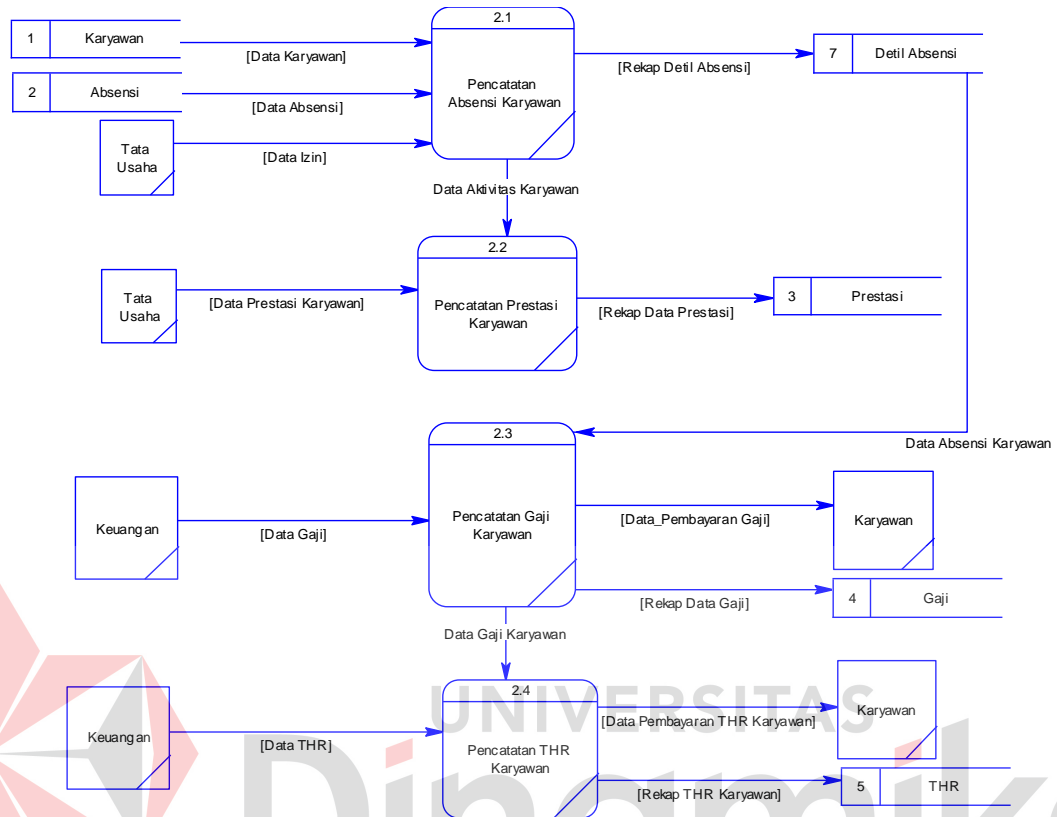 2.1
1 Karyawan
[Data Karyawan]
[Rekap Detil Absensi]
7 Detil Absensi
2 Absensi
[Data Absensi]
Pencatatan
Absensi Karyawan
Tata
Usaha
[Data Izin]
Data Aktivitas Karyawan
2.2
Tata
Usaha
[Data Prestasi Karyawan]
Pencatatan Prestasi
Karyawan
[Rekap Data Prestasi]
3 Prestasi
2.3
Data Absensi Karyawan
Keuangan
[Data Gaji]
Pencatatan Gaji
Karyawan
[Data_Pembayaran Gaji]
Karyawan
[Rekap Data Gaji]
4 Gaji
Data Gaji Karyawan
2.4
UNIVERSITAS
Keuangan
[Data THR]
Pencatatan THR
Karyawan
[Data Pembayaran THR Karyawan]
Karyawan
[Rekap THR Karyawan]
5 THR
Dinamika